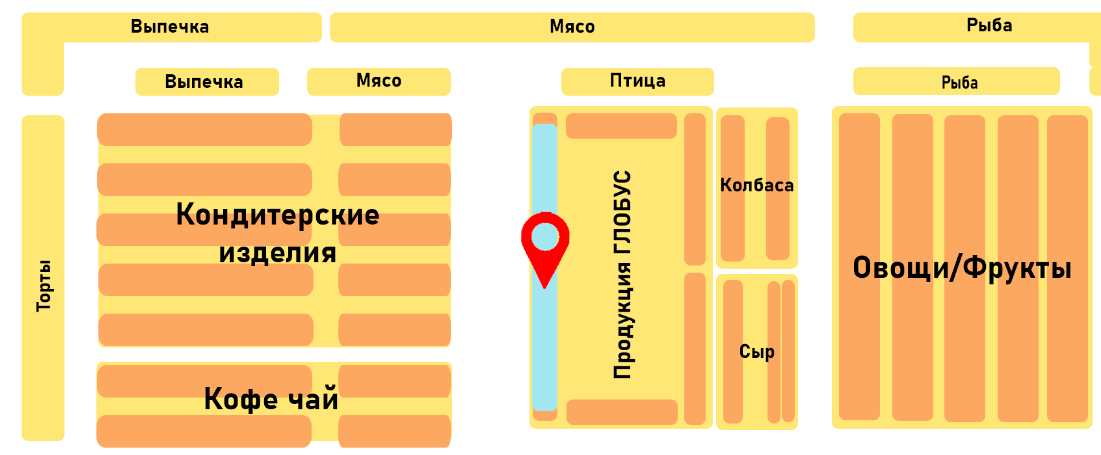 Выпечка
Мясо
Рыба
Выпечка
Мясо
Птица
Рыба
Кондитерские
изделия
Торты
Кофе чай
Продукция ГЛОБУС
Колбаса
Сыр
Овощи/Фрукты